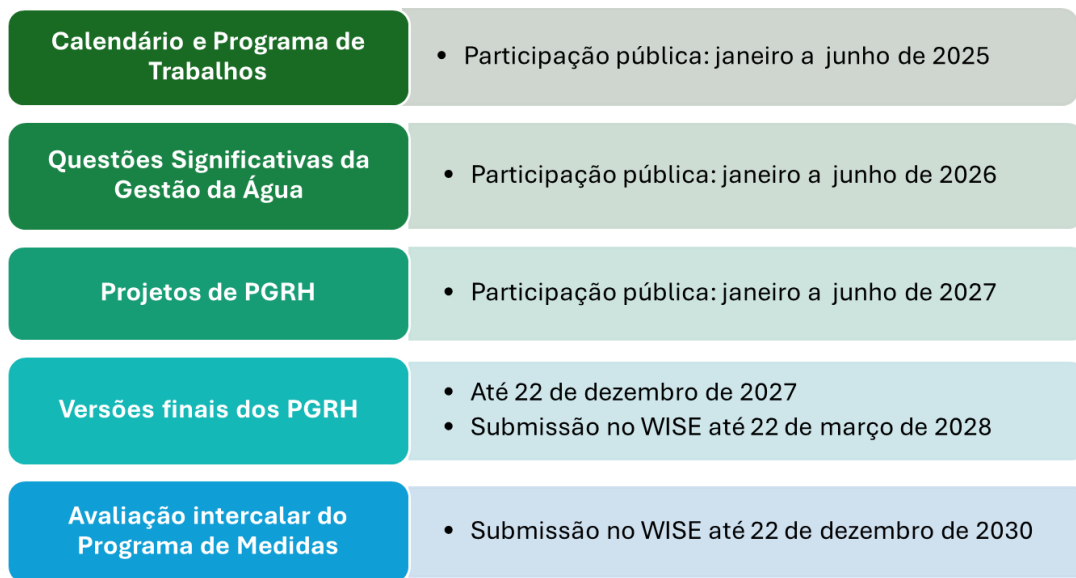 Calendário e Programa de
Trabalhos
• Participação pública: janeiro a junho de 2025
Questões Significativas da
Gestão da Água
• Participação pública: janeiro a junho de 2026
Projetos de PGRH
• Participação pública: janeiro a junho de 2027
Versões finais dos PGRH
• Até 22 de dezembro de 2027
• Submissão no WISE até 22 de março de 2028
Avaliação intercalar do
Programa de Medidas
• Submissão no WISE até 22 de dezembro de 2030